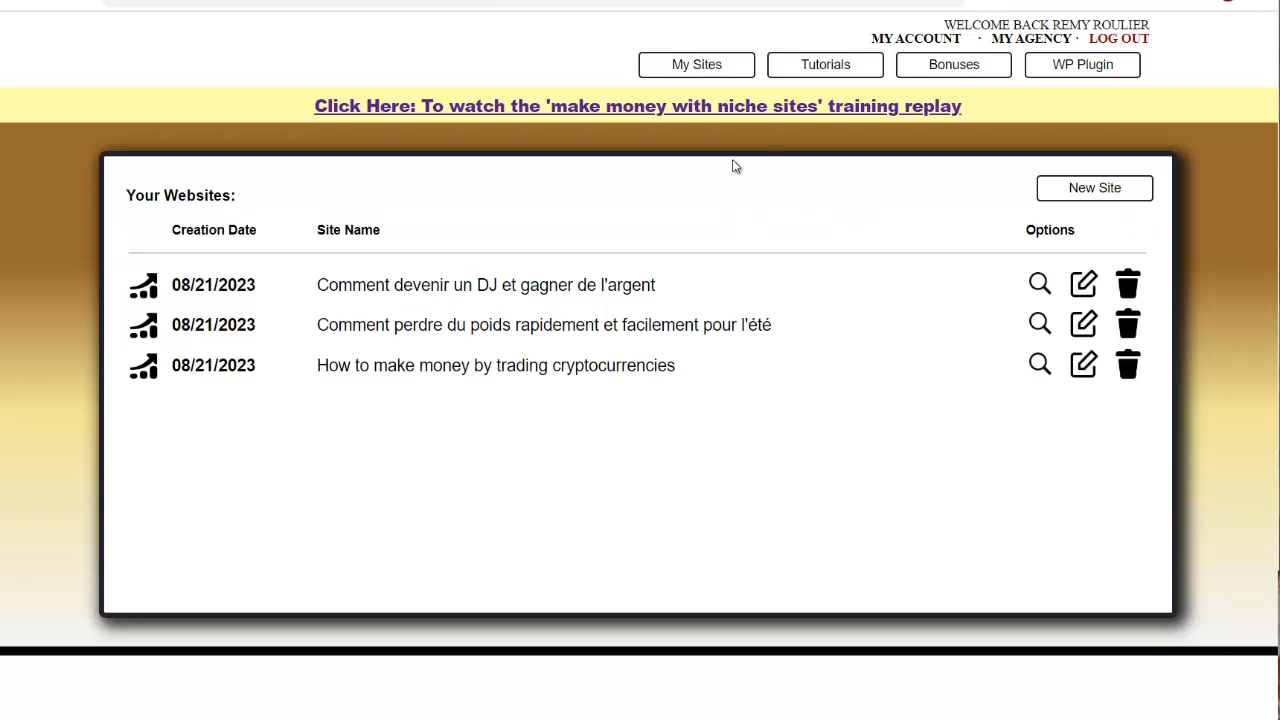 WELCOME BACK REMY ROULIER
MY ACCOUNT · MY AGENCY · LOG OUT
My Sites Tutorials Bonuses WP Plugin
Click Here: To watch the 'make money with niche sites' training replay
Your Websites: New Site
Creation Date Site Name Options
08/21/2023 Comment devenir un DJ et gagner de l'argent
08/21/2023 Comment perdre du poids rapidement et facilement pour l'été
08/21/2023 How to make money by trading cryptocurrencies